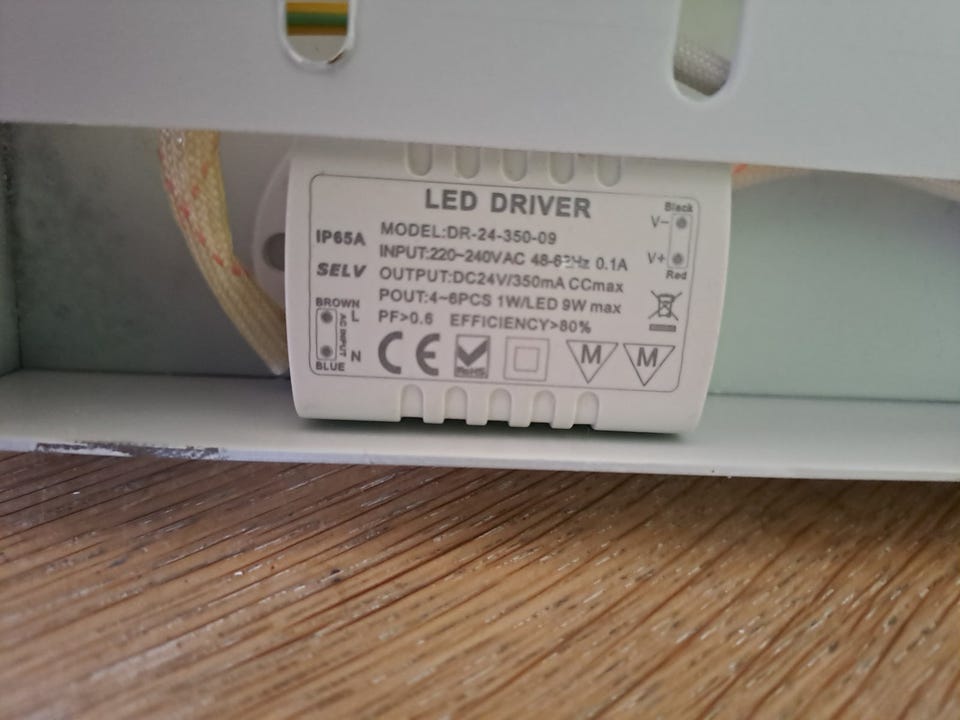 LED DRIVER
IP65A
SELV
MODEL:DR-24-350-09
INPUT:220~240VAC 48-63Hz 0.1A
OUTPUT:DC24V/350mA CCmax
POUT:4~6PCS 1W/LED 9W max
PF>0.6 EFFICIENCY>80%
BROWN
L
AC INPUT
N
BLUE
Black
V-
V+
Red
CE
RoHS
M
M